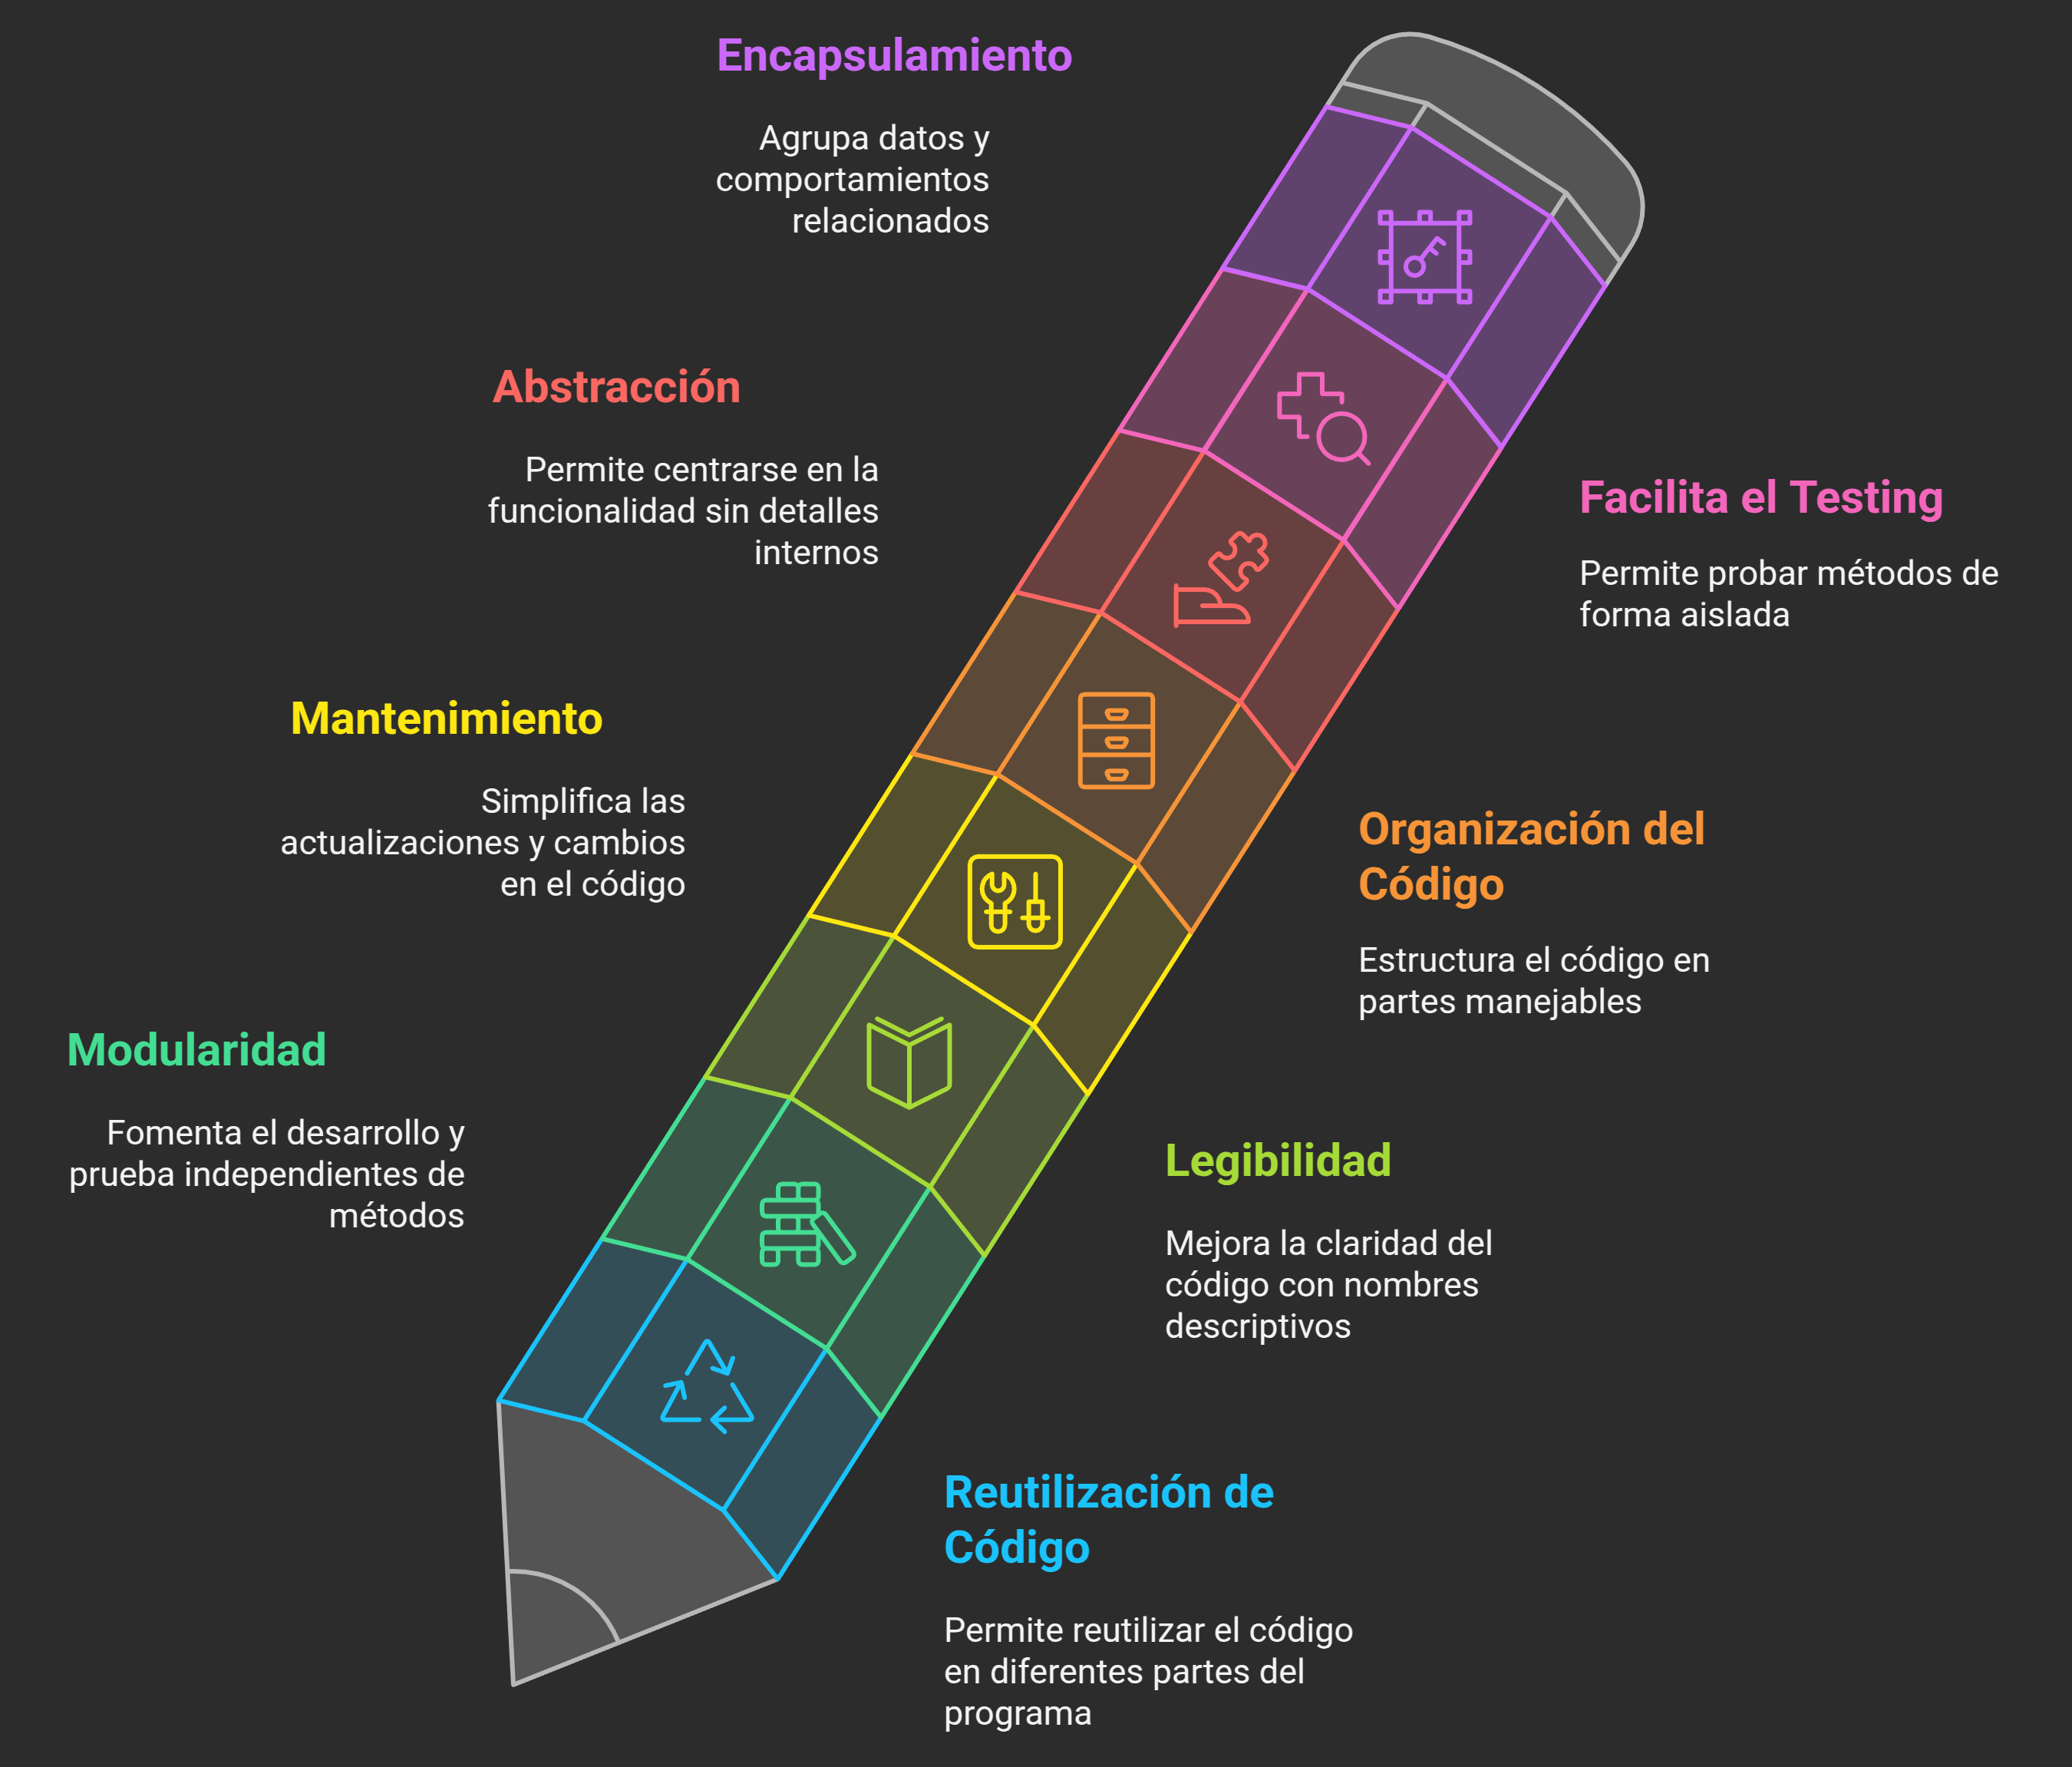 Encapsulamiento
Agrupa datos y
comportamientos
relacionados
Facilita el Testing
Permite probar métodos de
forma aislada
Abstracción
Permite centrarse en la
funcionalidad sin detalles
internos
Organización del
Código
Estructura el código en
partes manejables
Mantenimiento
Simplifica las
actualizaciones y cambios
en el código
Legibilidad
Mejora la claridad del
código con nombres
descriptivos
Modularidad
Fomenta el desarrollo y
prueba independientes de
métodos
Reutilización de
Código
Permite reutilizar el código
en diferentes partes del
programa